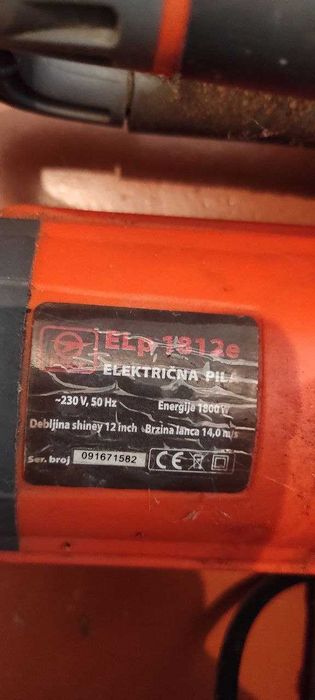 ELp 1812e
ELEKTRIČNA PILA
~230 V, 50 Hz Energije 1800 W
Debljina shiney 12 inch Brzina lanca 14,0 m/s
Ser. broj 091671582 CE